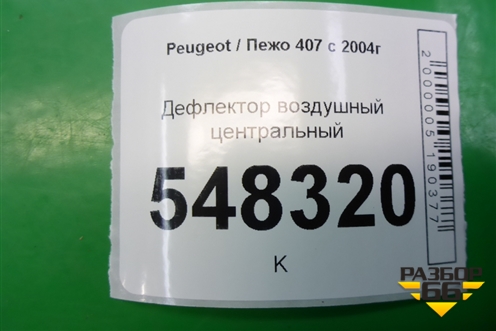 Peugeot / Пежо 407 с 2004г
Дефлектор воздушный
центральный
548320
К
2000005190377
РАЗБОР
66